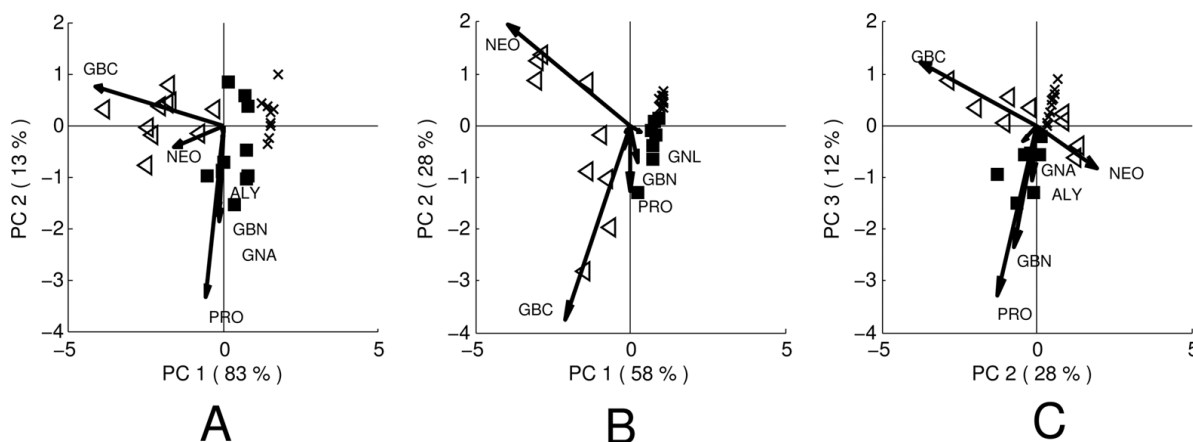 2
1
0
−1
−2
−3
−4
−5
0
5
PC 2 ( 13 % )
PC 1 ( 83 % )
GBC
NEO
ALY
GBN
GNA
PRO
A
2
1
0
−1
−2
−3
−4
−5
0
5
PC 2 ( 28 % )
PC 1 ( 58 % )
NEO
GNL
GBN
PRO
GBC
B
2
1
0
−1
−2
−3
−4
−5
0
5
PC 3 ( 12 % )
PC 2 ( 28 % )
GBC
GNA
NEO
ALY
GBN
PRO
C